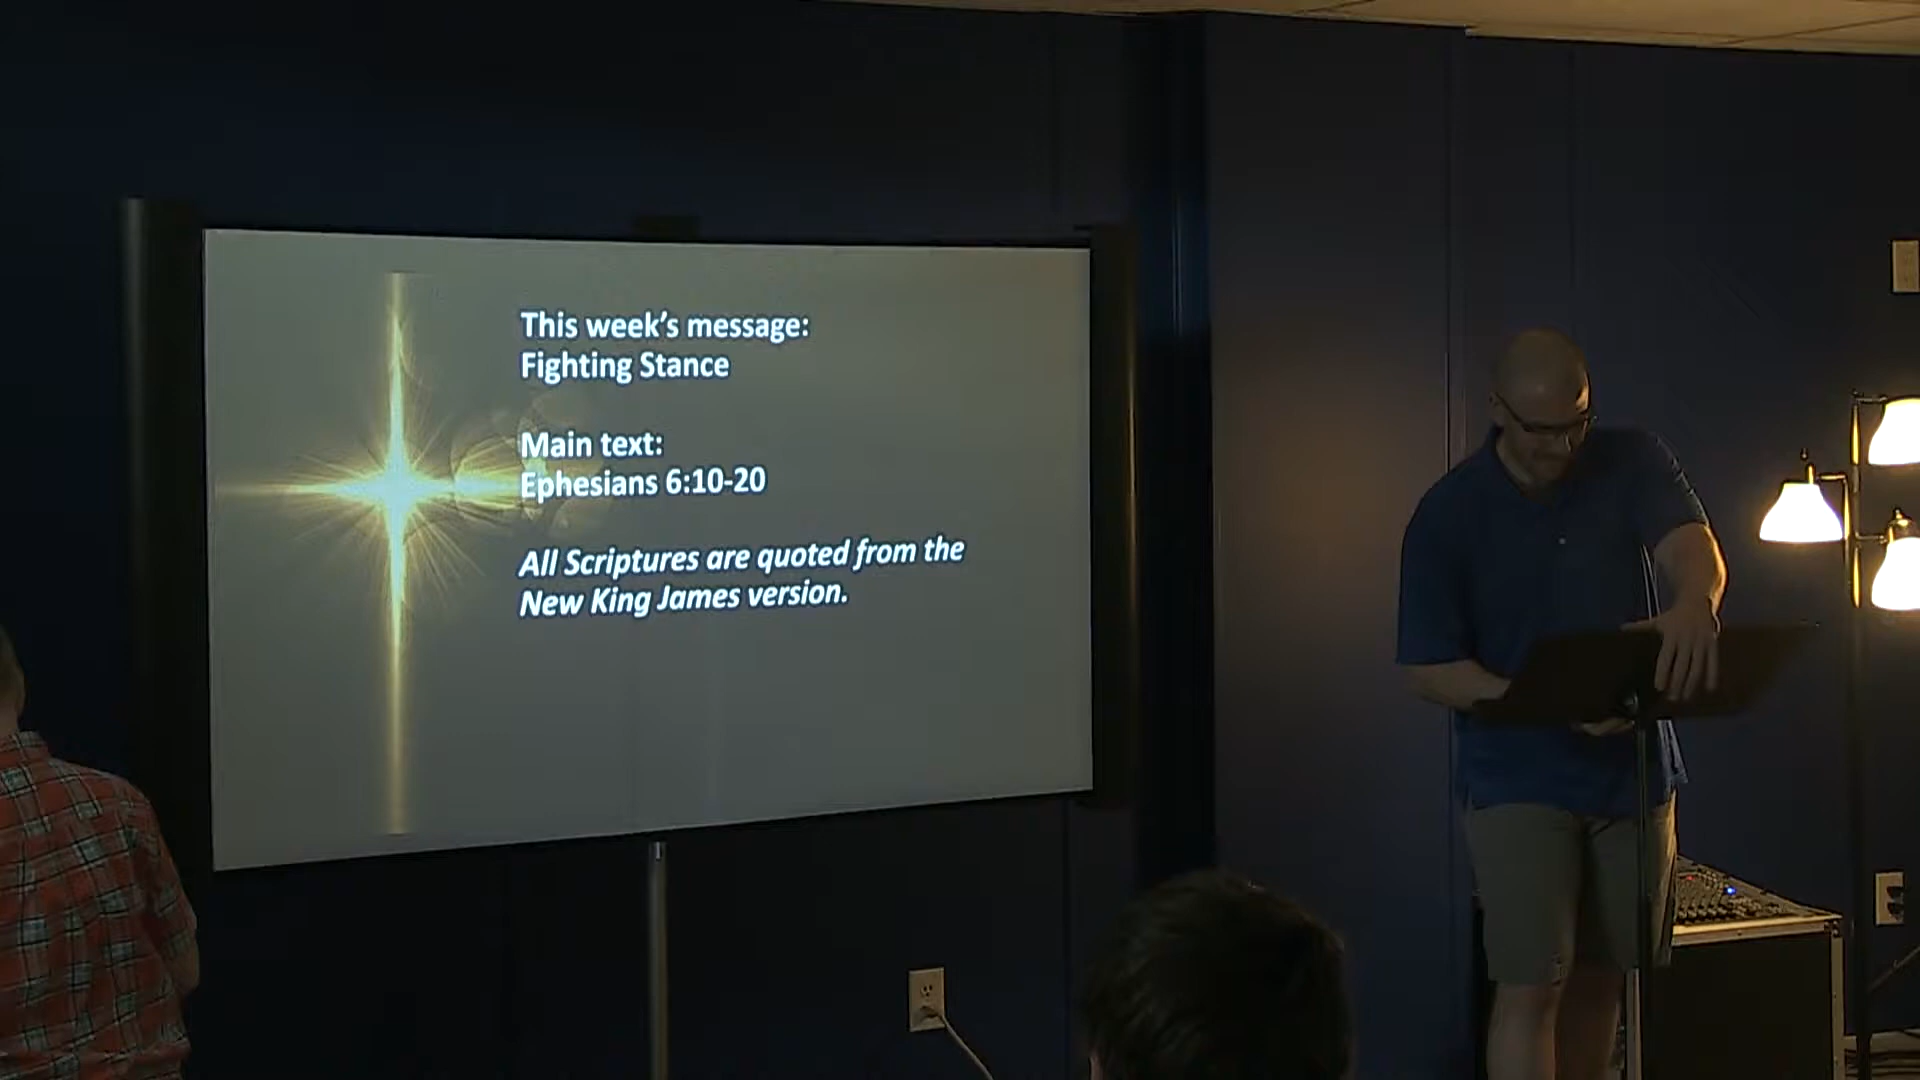 This week's message:
Fighting Stance
Main text:
Ephesians 6:10-20
All Scriptures are quoted from the
New King James version.